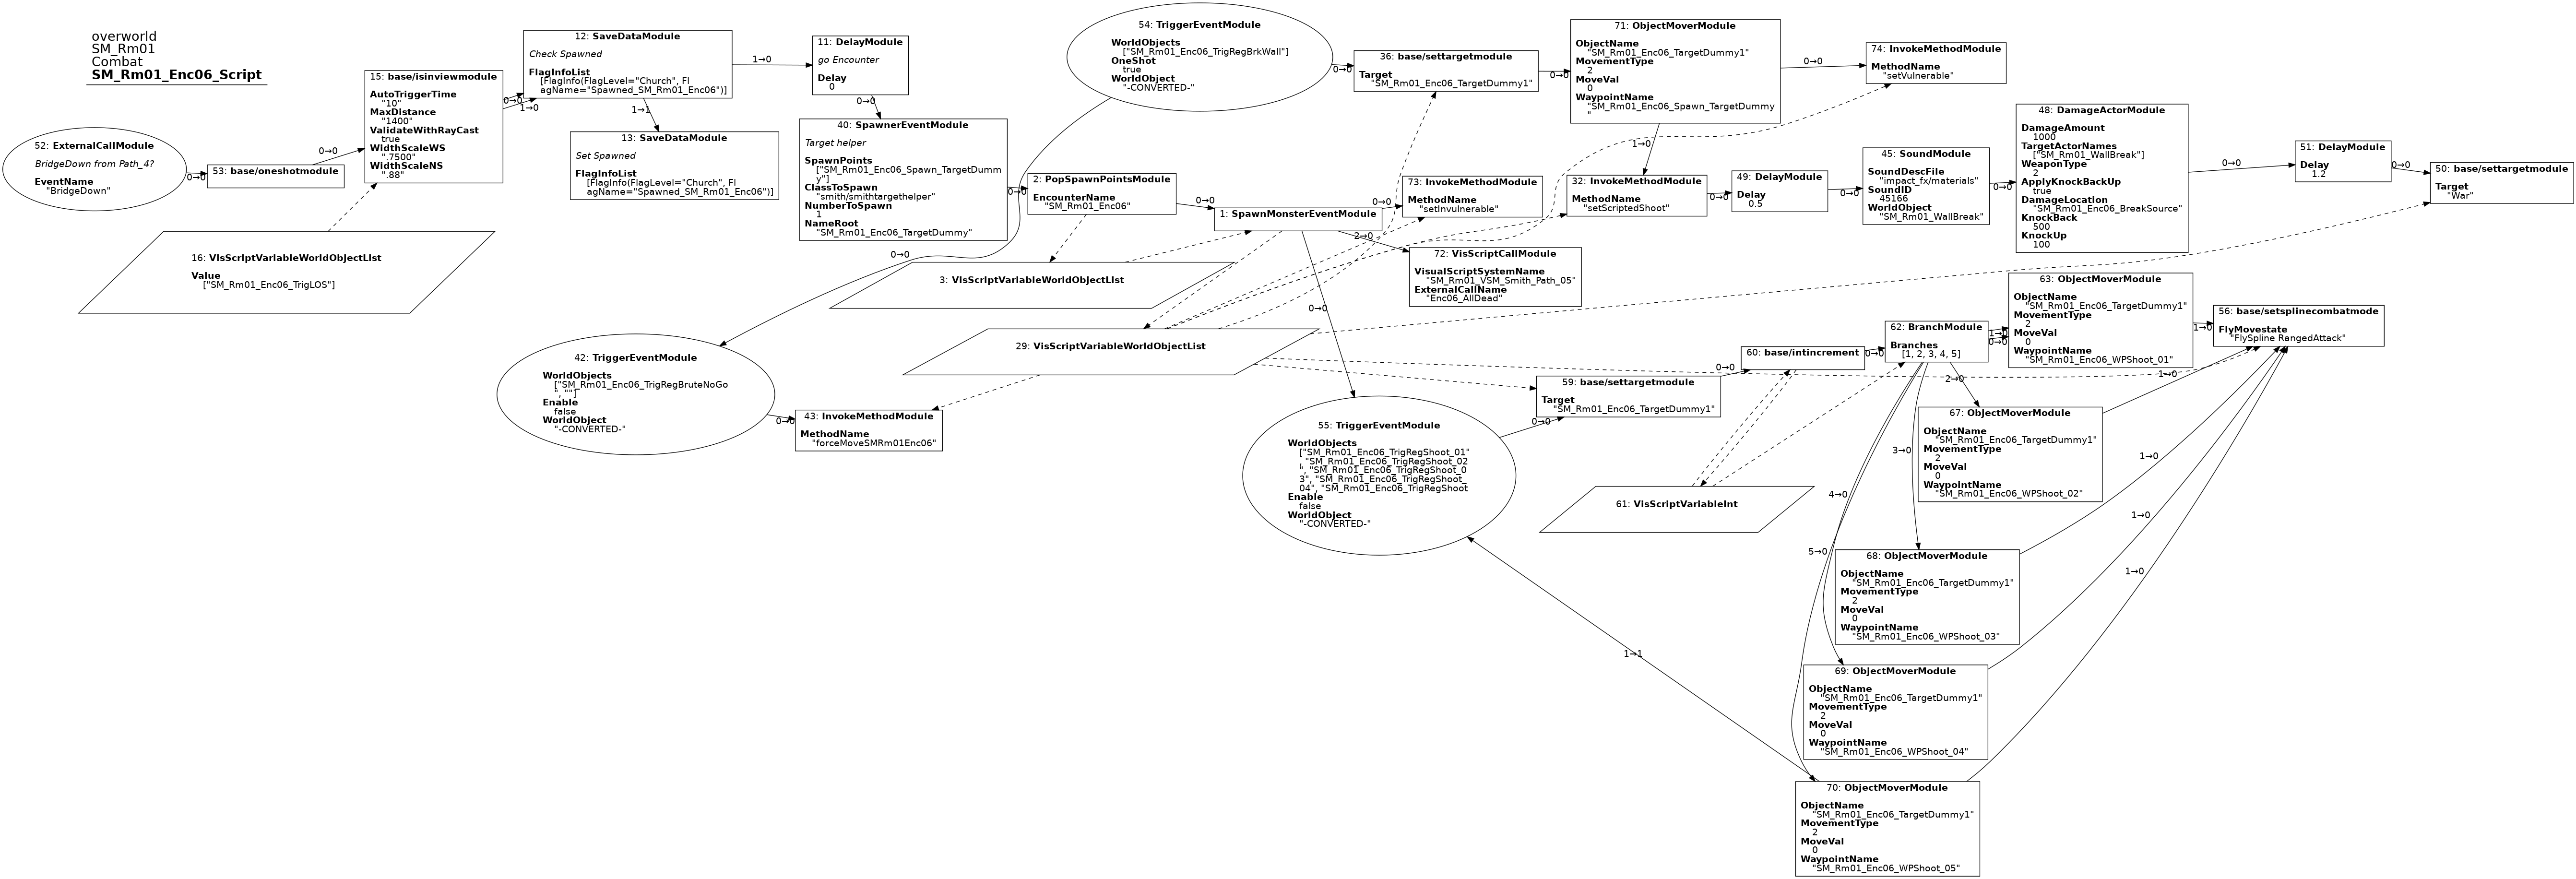 overworld
SM_Rm01
Combat
SM_Rm01_Enc06_Script
52: ExternalCallModule
BridgeDown from Path_4?
EventName
"BridgeDown"
0→0
53: base/oneshotmodule
0→0
15: base/isinviewmodule
AutoTriggerTime
"10"
MaxDistance
"1400"
ValidateWithRayCast
true
WidthScaleWS
".7500"
WidthScaleNS
".88"
0→0
1→0
16: VisScriptVariableWorldObjectList
Value
["SM_Rm01_Enc06_TrigLOS"]
12: SaveDataModule
Check Spawned
FlagInfoList
[FlagInfo(FlagLevel="Church", Fl
agName="Spawned_SM_Rm01_Enc06")]
1→0
1→1
13: SaveDataModule
Set Spawned
FlagInfoList
[FlagInfo(FlagLevel="Church", Fl
agName="Spawned_SM_Rm01_Enc06")]
11: DelayModule
go Encounter
Delay
0
0→0
40: SpawnerEventModule
Target helper
SpawnPoints
["SM_Rm01_Enc06_Spawn_TargetDumm
y"]
ClassToSpawn
"smith/smithtargethelper"
NumberToSpawn
1
NameRoot
"SM_Rm01_Enc06_TargetDummy"
0→0
2: PopSpawnPointsModule
EncounterName
"SM_Rm01_Enc06"
0→0
1: SpawnMonsterEventModule
0→0
2→0
0→0
3: VisScriptVariableWorldObjectList
29: VisScriptVariableWorldObjectList
54: TriggerEventModule
WorldObjects
["SM_Rm01_Enc06_TrigRegBrkWall"]
OneShot
true
WorldObject
"-CONVERTED-"
0→0
0→0
42: TriggerEventModule
WorldObjects
["SM_Rm01_Enc06_TrigRegBruteNoGo
", ""]
Enable
false
WorldObject
"-CONVERTED-"
0→0
43: InvokeMethodModule
MethodName
"forceMoveSMRm01Enc06"
36: base/settargetmodule
Target
"SM_Rm01_Enc06_TargetDummy1"
0→0
71: ObjectMoverModule
ObjectName
"SM_Rm01_Enc06_TargetDummy1"
MovementType
2
MoveVal
0
WaypointName
"SM_Rm01_Enc06_Spawn_TargetDummy
"
0→0
1→0
74: InvokeMethodModule
MethodName
"setVulnerable"
73: InvokeMethodModule
MethodName
"setInvulnerable"
72: VisScriptCallModule
VisualScriptSystemName
"SM_Rm01_VSM_Smith_Path_05"
ExternalCallName
"Enc06_AllDead"
32: InvokeMethodModule
MethodName
"setScriptedShoot"
0→0
49: DelayModule
Delay
0.5
0→0
45: SoundModule
SoundDescFile
"impact_fx/materials"
SoundID
45166
WorldObject
"SM_Rm01_WallBreak"
0→0
48: DamageActorModule
DamageAmount
1000
TargetActorNames
["SM_Rm01_WallBreak"]
WeaponType
2
ApplyKnockBackUp
true
DamageLocation
"SM_Rm01_Enc06_BreakSource"
KnockBack
500
KnockUp
100
0→0
51: DelayModule
Delay
1.2
0→0
50: base/settargetmodule
Target
"War"
55: TriggerEventModule
WorldObjects
["SM_Rm01_Enc06_TrigRegShoot_01"
, "SM_Rm01_Enc06_TrigRegShoot_02
", "SM_Rm01_Enc06_TrigRegShoot_0
3", "SM_Rm01_Enc06_TrigRegShoot_
04", "SM_Rm01_Enc06_TrigRegShoot
Enable
false
WorldObject
"-CONVERTED-"
0→0
59: base/settargetmodule
Target
"SM_Rm01_Enc06_TargetDummy1"
0→0
60: base/intincrement
0→0
61: VisScriptVariableInt
62: BranchModule
Branches
[1, 2, 3, 4, 5]
1→0
0→0
2→0
3→0
4→0
5→0
63: ObjectMoverModule
ObjectName
"SM_Rm01_Enc06_TargetDummy1"
MovementType
2
MoveVal
0
WaypointName
"SM_Rm01_Enc06_WPShoot_01"
1→0
56: base/setsplinecombatmode
FlyMovestate
"FlySpline RangedAttack"
67: ObjectMoverModule
ObjectName
"SM_Rm01_Enc06_TargetDummy1"
MovementType
2
MoveVal
0
WaypointName
"SM_Rm01_Enc06_WPShoot_02"
1→0
68: ObjectMoverModule
ObjectName
"SM_Rm01_Enc06_TargetDummy1"
MovementType
2
MoveVal
0
WaypointName
"SM_Rm01_Enc06_WPShoot_03"
1→0
69: ObjectMoverModule
ObjectName
"SM_Rm01_Enc06_TargetDummy1"
MovementType
2
MoveVal
0
WaypointName
"SM_Rm01_Enc06_WPShoot_04"
1→0
70: ObjectMoverModule
ObjectName
"SM_Rm01_Enc06_TargetDummy1"
MovementType
2
MoveVal
0
WaypointName
"SM_Rm01_Enc06_WPShoot_05"
1→0
1→1